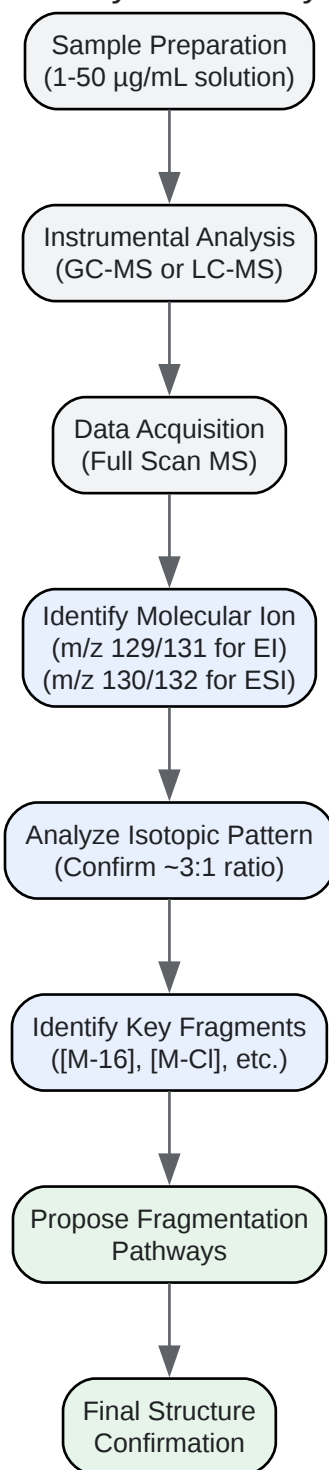 Sample Preparation
(1-50 µg/mL solution)
Instrumental Analysis
(GC-MS or LC-MS)
Data Acquisition
(Full Scan MS)
Identify Molecular Ion
(m/z 129/131 for EI)
(m/z 130/132 for ESI)
Analyze Isotopic Pattern
(Confirm ~3:1 ratio)
Identify Key Fragments
([M-16], [M-Cl], etc.)
Propose Fragmentation
Pathways
Final Structure
Confirmation